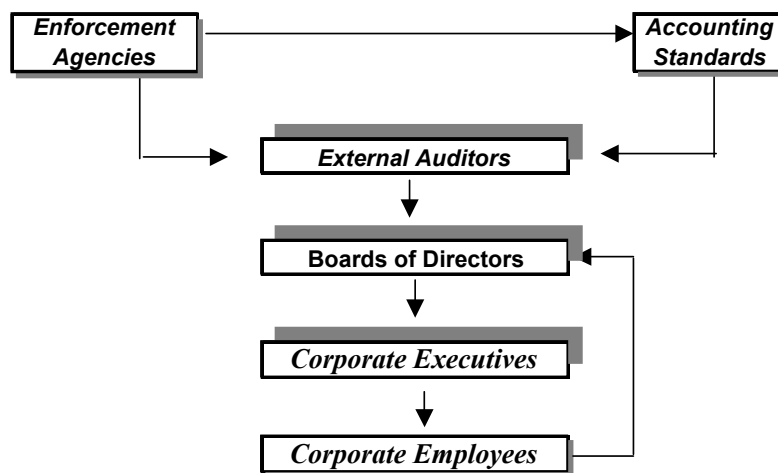 Enforcement
Agencies
Accounting
Standards
External Auditors
Boards of Directors
Corporate Executives
Corporate Employees